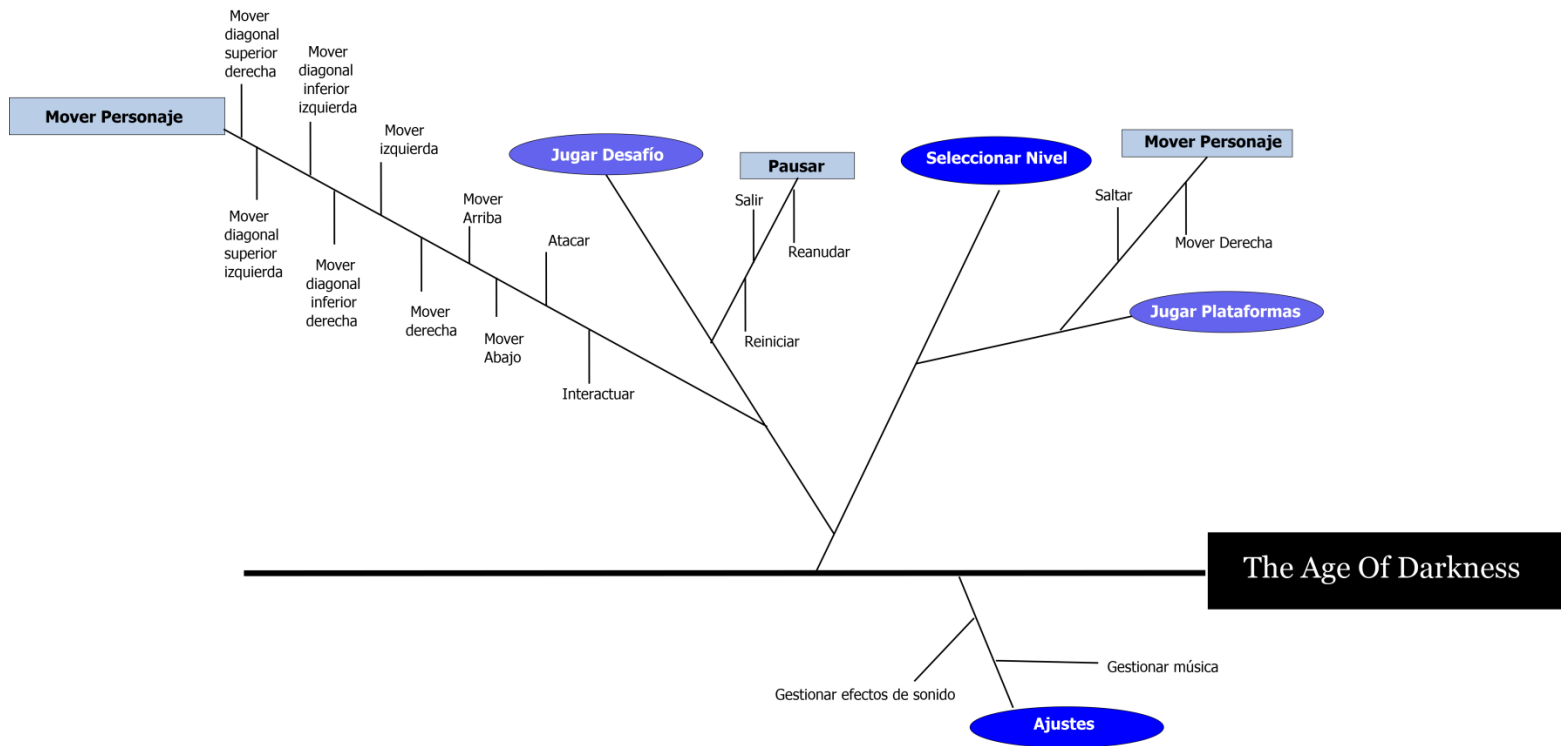 Mover
diagonal
superior
derecha
Mover
diagonal
inferior
izquierda
Mover Personaje
Mover
izquierda
Jugar Desafío
Pausar
Seleccionar Nivel
Mover Personaje
Salir
Saltar
Mover
Arriba
Mover
diagonal
superior
izquierda
Atacar
Reanudar
Mover Derecha
Mover
diagonal
inferior
derecha
Mover
derecha
Mover
Abajo
Reiniciar
Jugar Plataformas
Interactuar
The Age Of Darkness
Gestionar música
Gestionar efectos de sonido
Ajustes